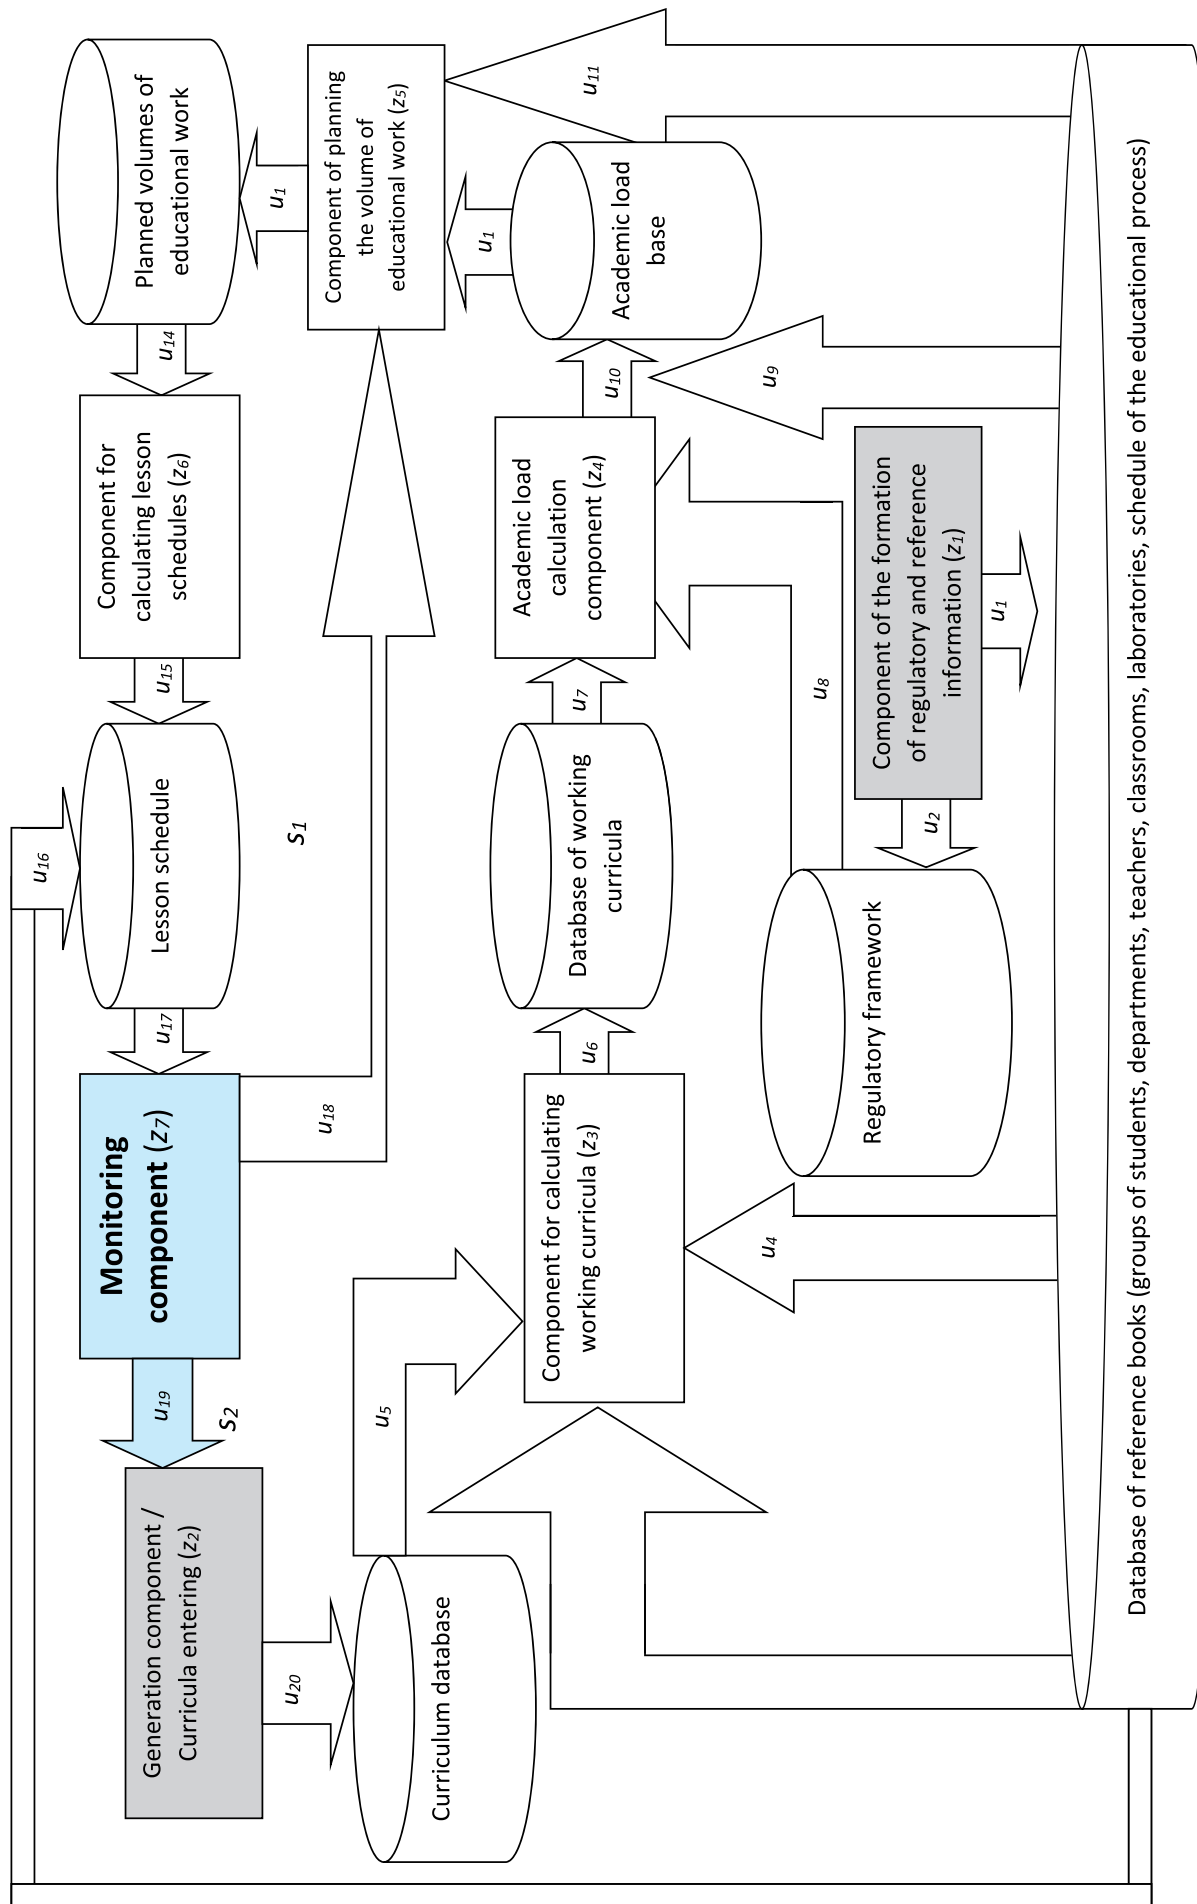 Generation component /
Curricula entering (z2)
u19
s2
Monitoring
component (z7)
u17
Lesson schedule
u16
u15
Component for
calculating lesson
schedules (z6)
u14
Planned volumes of
educational work
u20
u18
s1
u1
Component of planning
the volume of
educational work (z5)
Curriculum database
u5
u1
u11
Component for calculating
working curricula (z3)
u6
Database of working
curricula
u7
Academic load
calculation
component (z4)
u10
Academic load
base
u4
u8
u9
Regulatory framework
u2
Component of the formation
of regulatory and reference
information (z1)
u1
Database of reference books (groups of students, departments, teachers, classrooms, laboratories, schedule of the educational process)